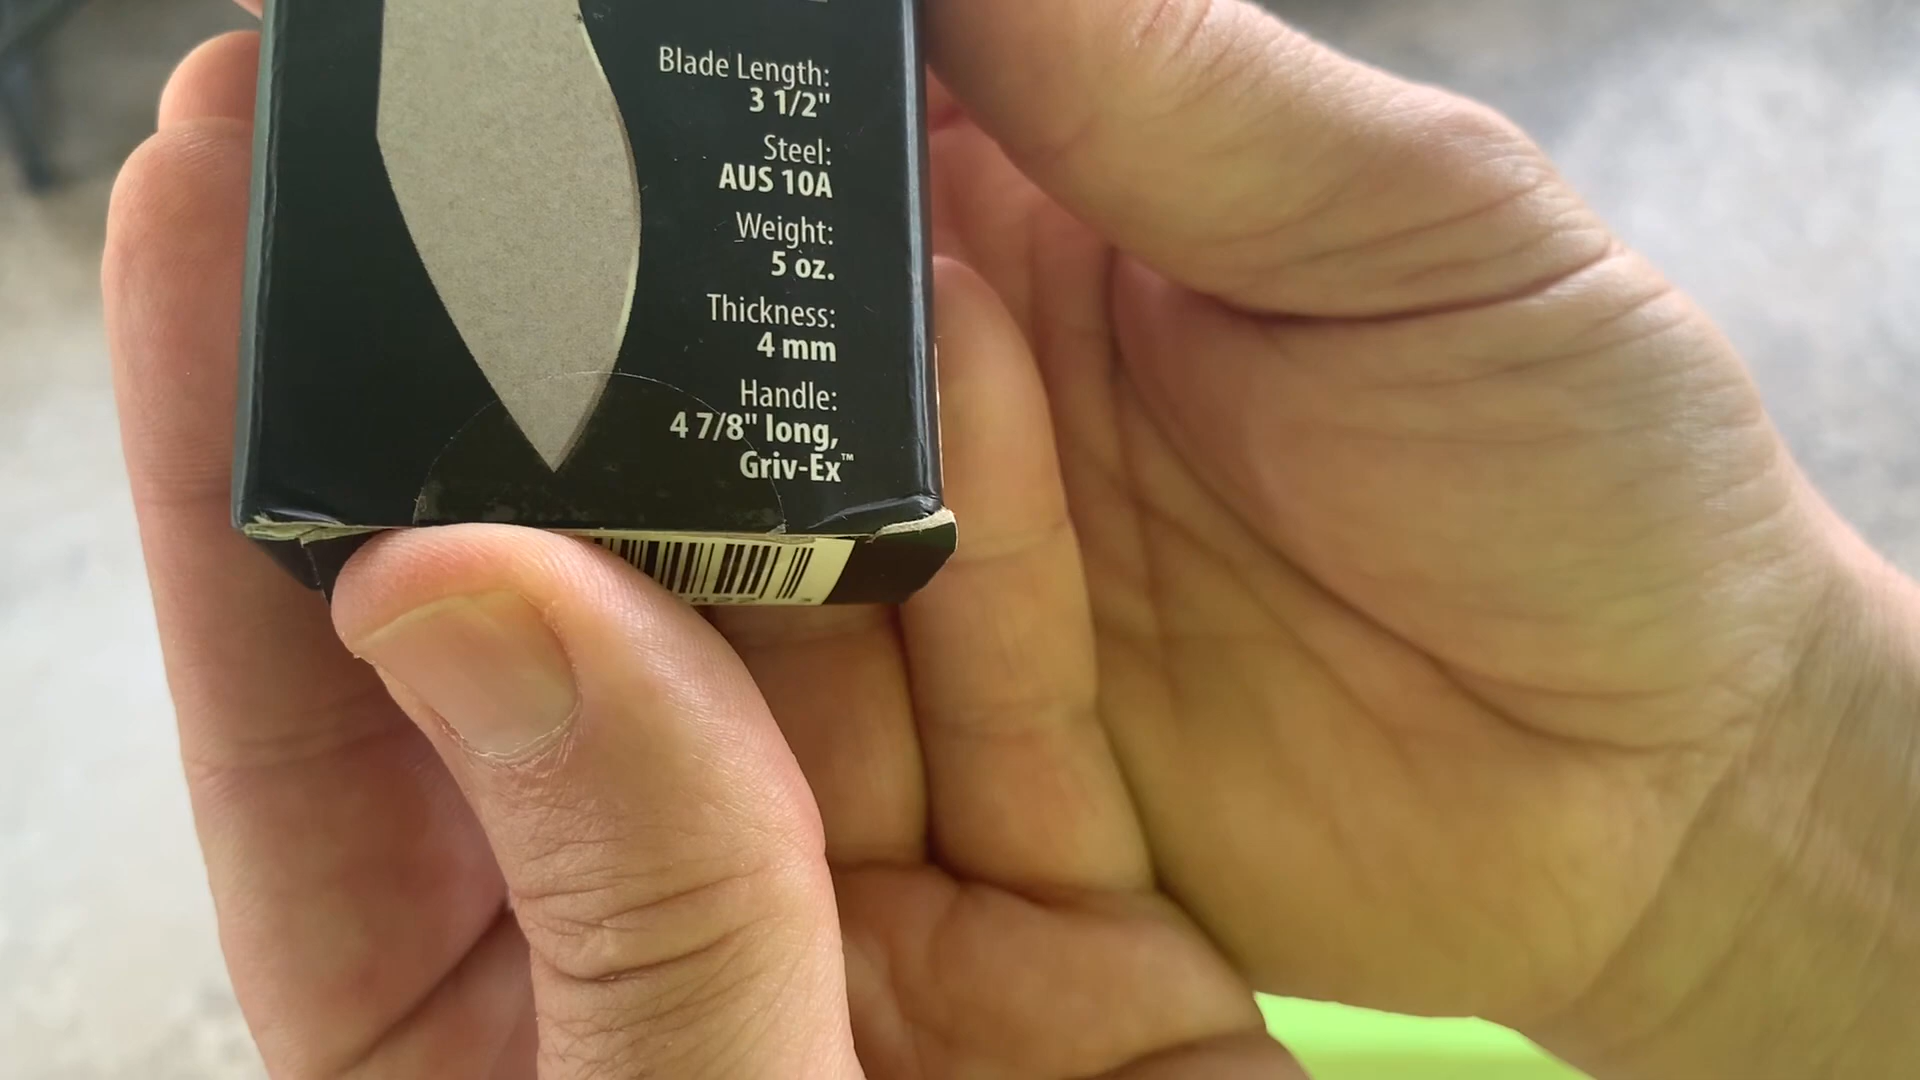 Blade Length:
3 1/2"
Steel:
AUS 10A
Weight:
5 oz.
Thickness:
4 mm
Handle:
4 7/8" long,
Griv-Ex™